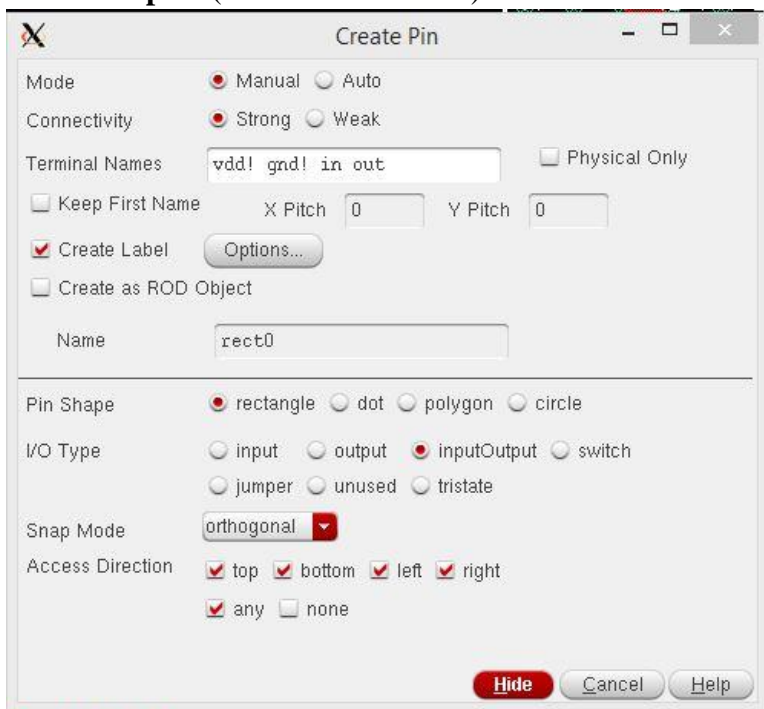 Create Pin
Mode Manual Auto
Connectivity Strong Weak
Terminal Names vdd! gnd! in out Physical Only
Keep First Name X Pitch 0 Y Pitch 0
Create Label Options...
Create as ROD Object
Name rect0
Pin Shape rectangle dot polygon circle
I/O Type input output inputOutput switch
jumper unused tristate
Snap Mode orthogonal
Access Direction top bottom left right
any none
Hide Cancel Help